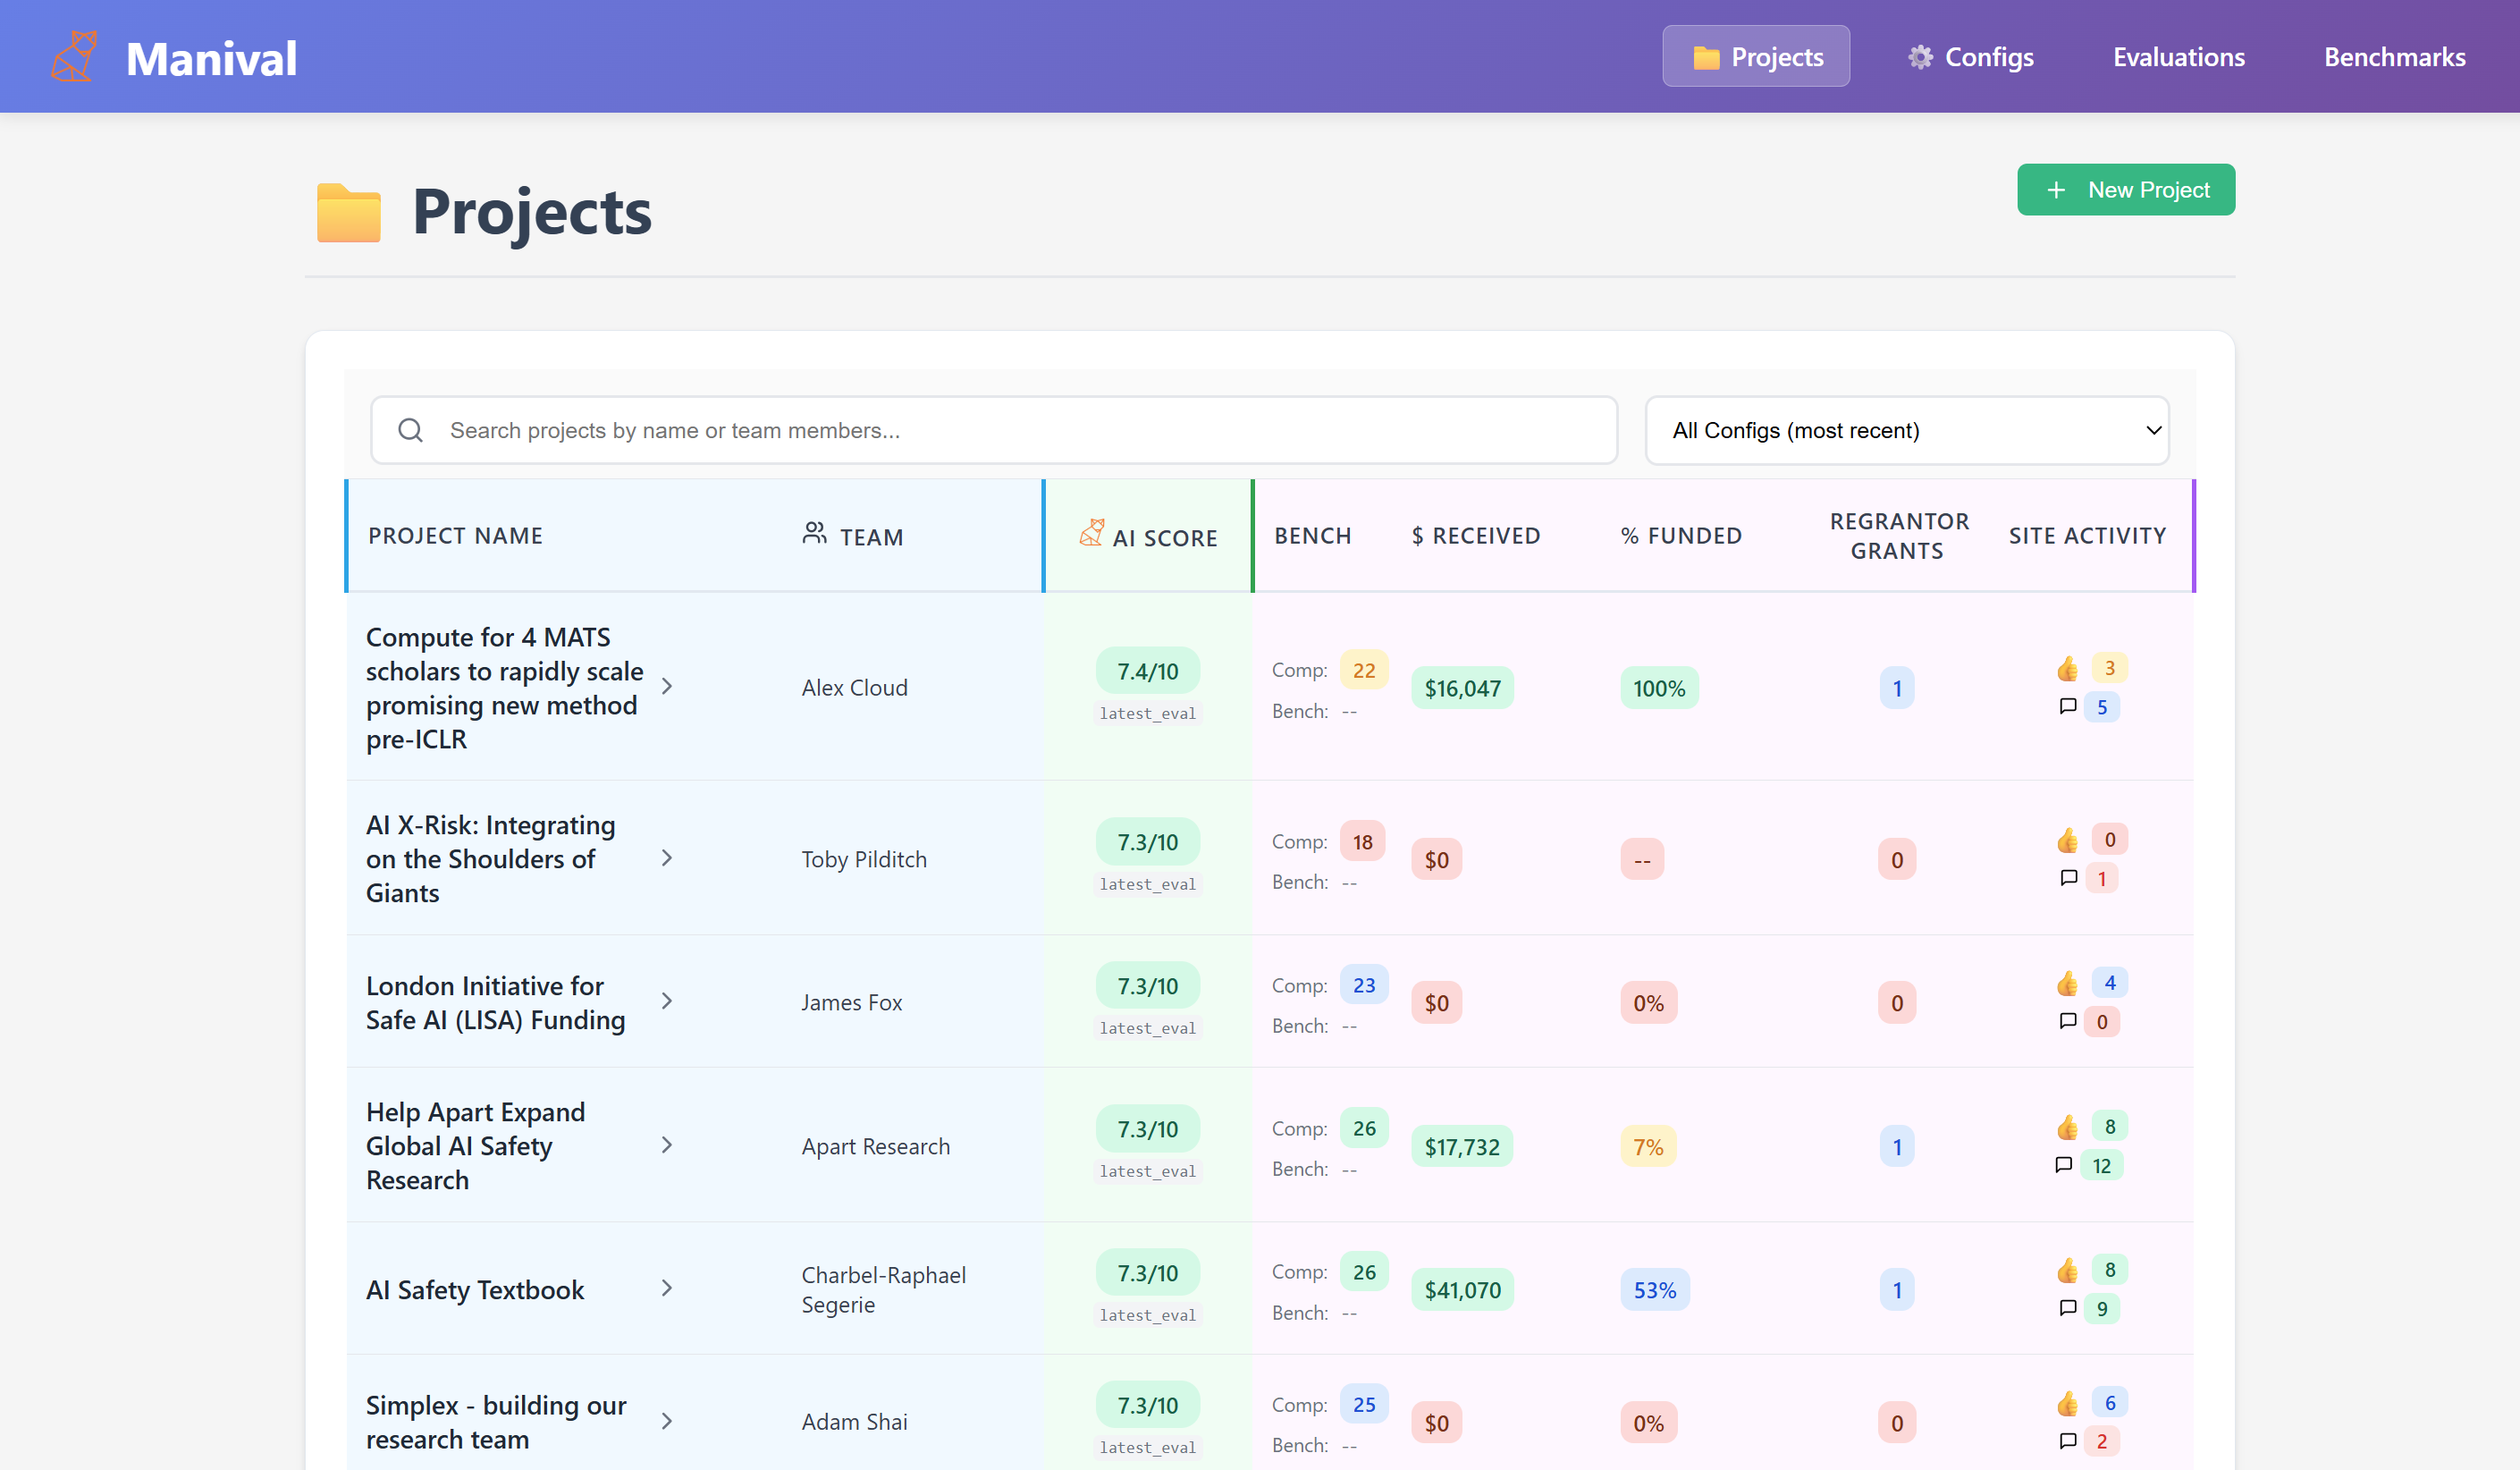 Manival
Projects
Configs
Evaluations
Benchmarks
Projects
New Project
Search projects by name or team members...
All Configs (most recent)
PROJECT NAME
TEAM
AI SCORE
BENCH
$ RECEIVED
% FUNDED
REGRANTOR
GRANTS
SITE ACTIVITY
Compute for 4 MATS
scholars to rapidly scale
promising new method
pre-ICLR
Alex Cloud
7.4/10
latest_eval
Comp: 22
Bench: --
$16,047
100%
1
3
5
AI X-Risk: Integrating
on the Shoulders of
Giants
Toby Pilditch
7.3/10
latest_eval
Comp: 18
Bench: --
$0
--
0
0
1
London Initiative for
Safe AI (LISA) Funding
James Fox
7.3/10
latest_eval
Comp: 23
Bench: --
$0
0%
0
4
0
Help Apart Expand
Global AI Safety
Research
Apart Research
7.3/10
latest_eval
Comp: 26
Bench: --
$17,732
7%
1
8
12
AI Safety Textbook
Charbel-Raphael
Segerie
7.3/10
latest_eval
Comp: 26
Bench: --
$41,070
53%
1
8
9
Simplex - building our
research team
Adam Shai
7.3/10
latest_eval
Comp: 25
Bench: --
$0
0%
0
6
2